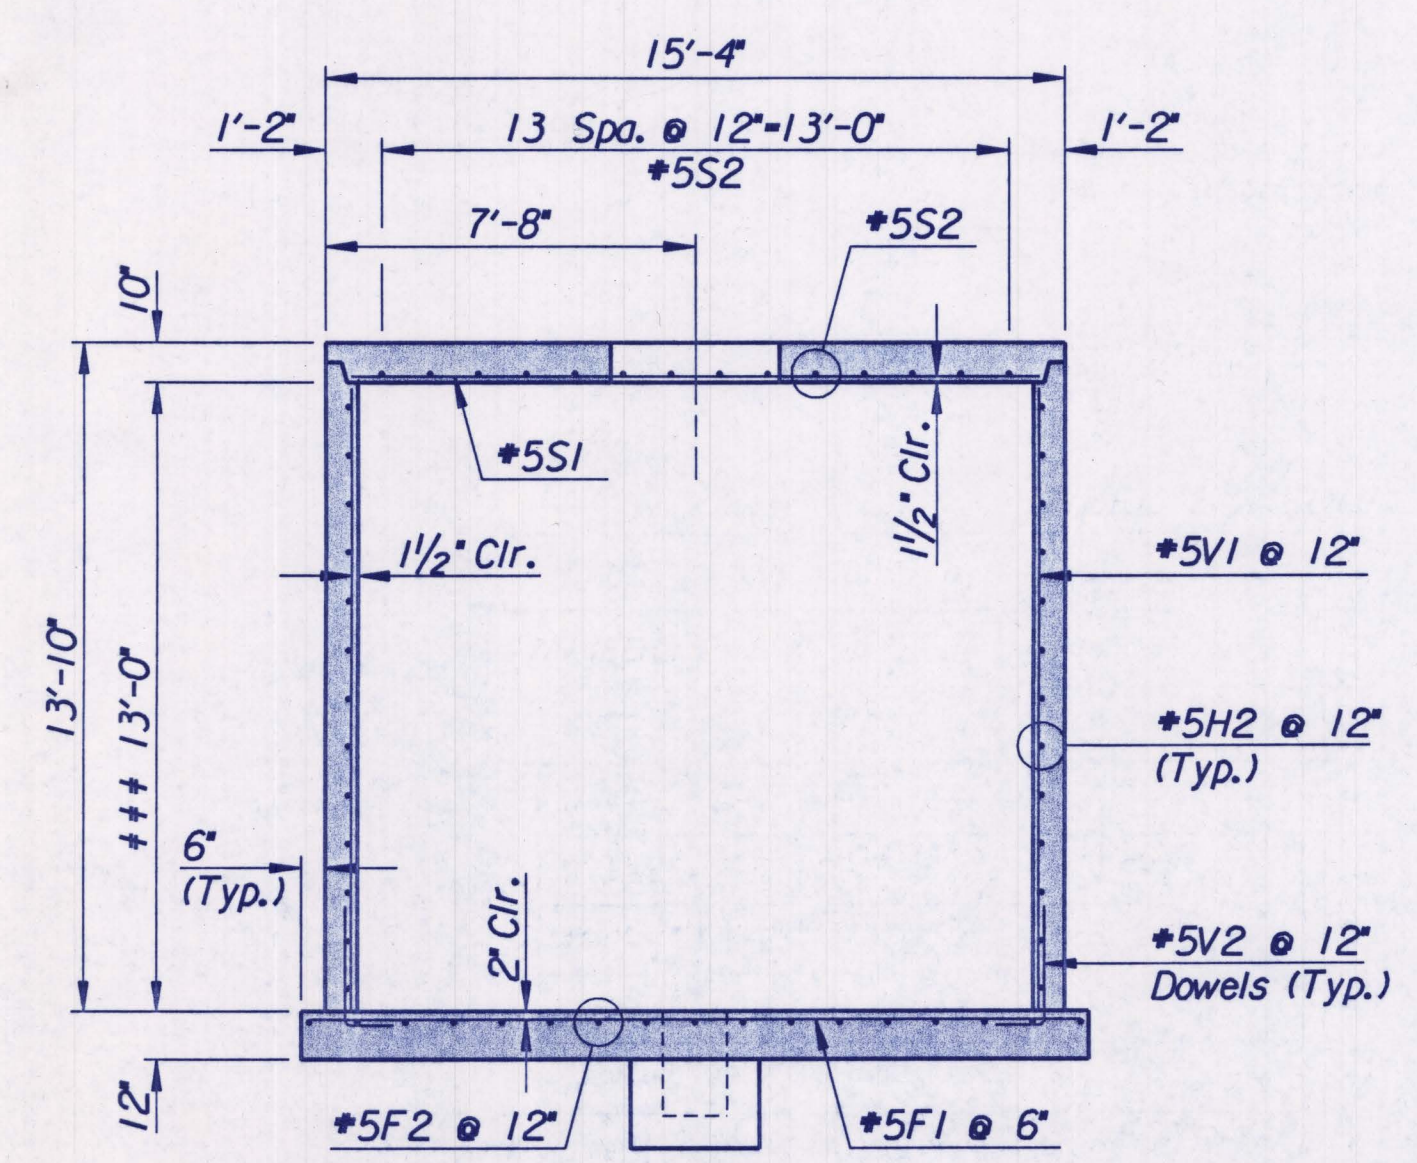 15'-4"
1'-2"
13 Spa. @ 12"=13'-0"
1'-2"
#5S2
7'-8"
#5S2
10"
#5S1
1½" Clr.
1½" Clr.
#5V1 @ 12"
13'-10"
‡‡‡ 13'-0"
#5H2 @ 12"
(Typ.)
6"
(Typ.)
2" Clr.
#5V2 @ 12"
Dowels (Typ.)
12"
#5F2 @ 12"
#5F1 @ 6"